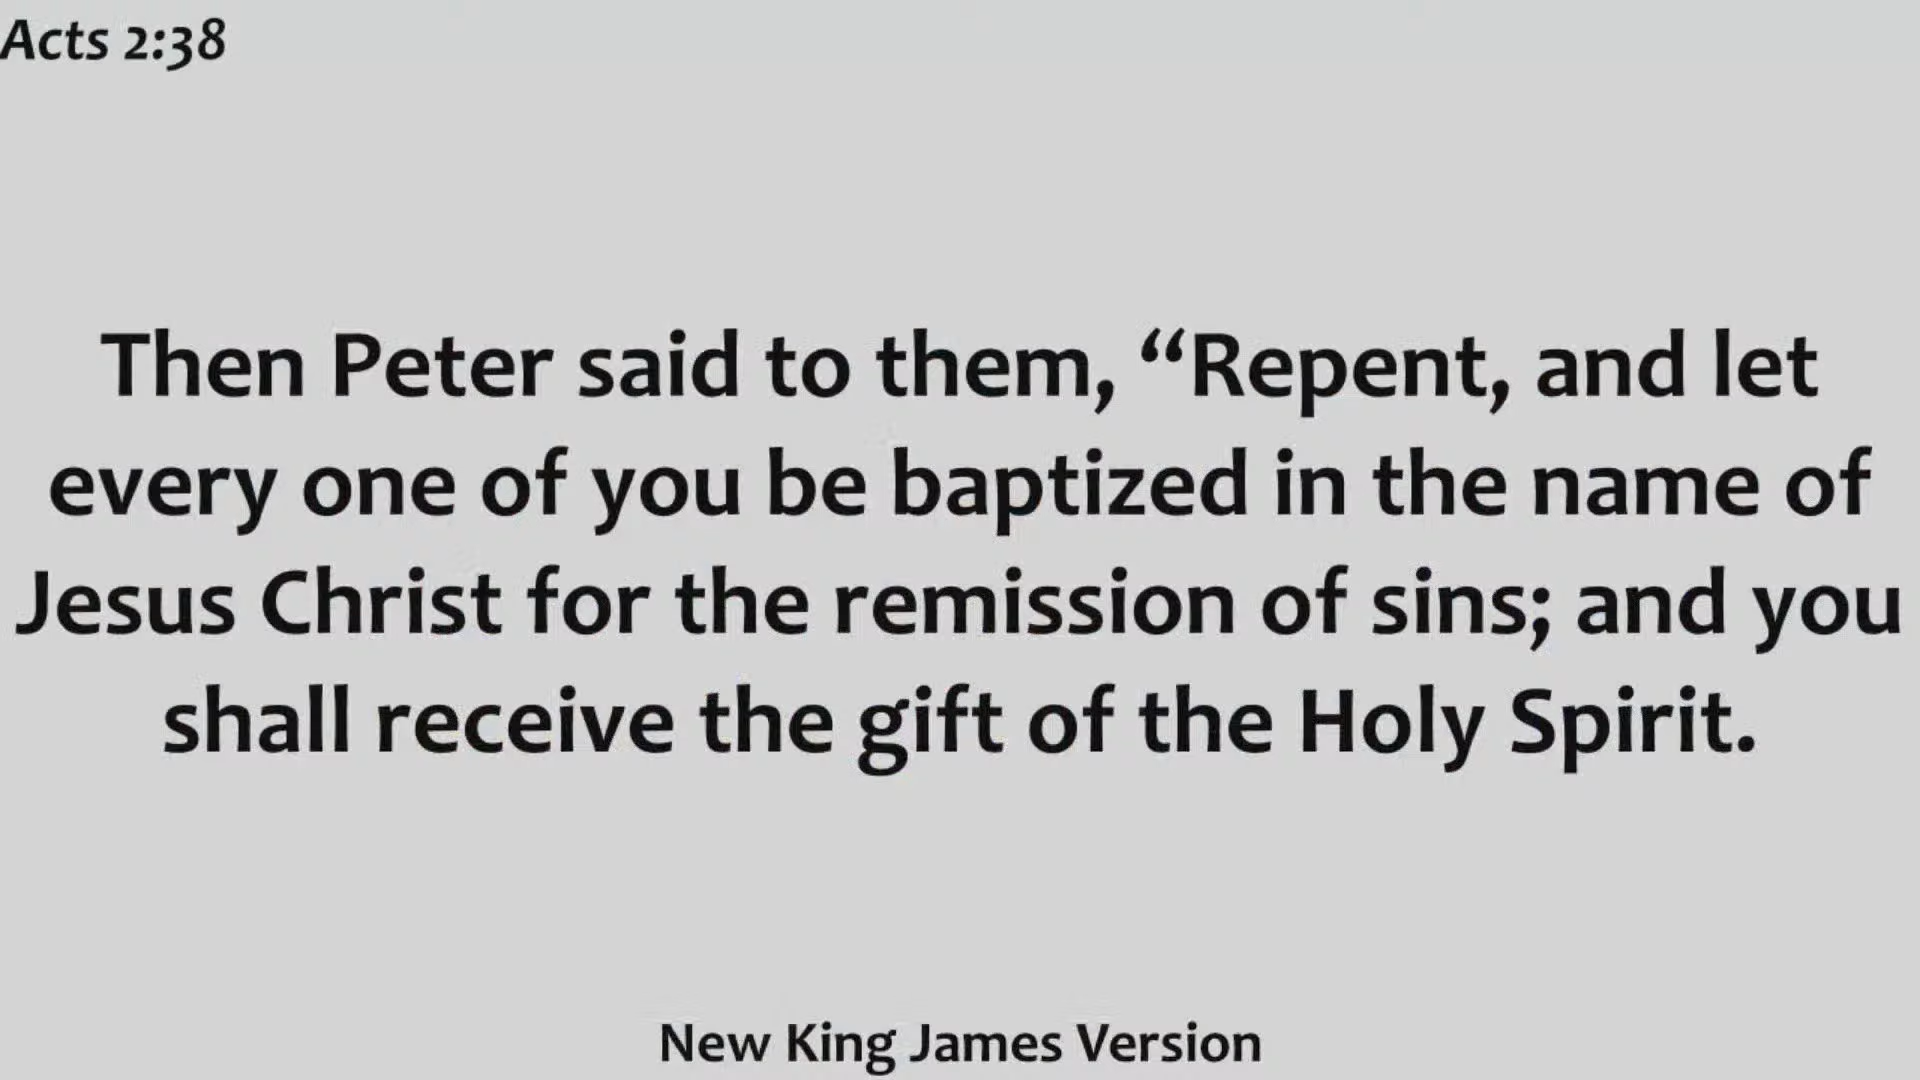 Acts 2:38
Then Peter said to them, “Repent, and let
every one of you be baptized in the name of
Jesus Christ for the remission of sins; and you
shall receive the gift of the Holy Spirit.
New King James Version